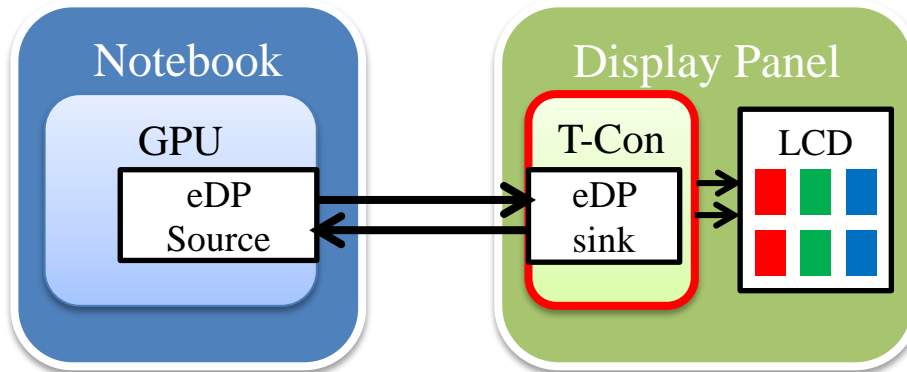 Notebook
GPU
eDP
Source
Display Panel
T-Con
eDP
sink
LCD